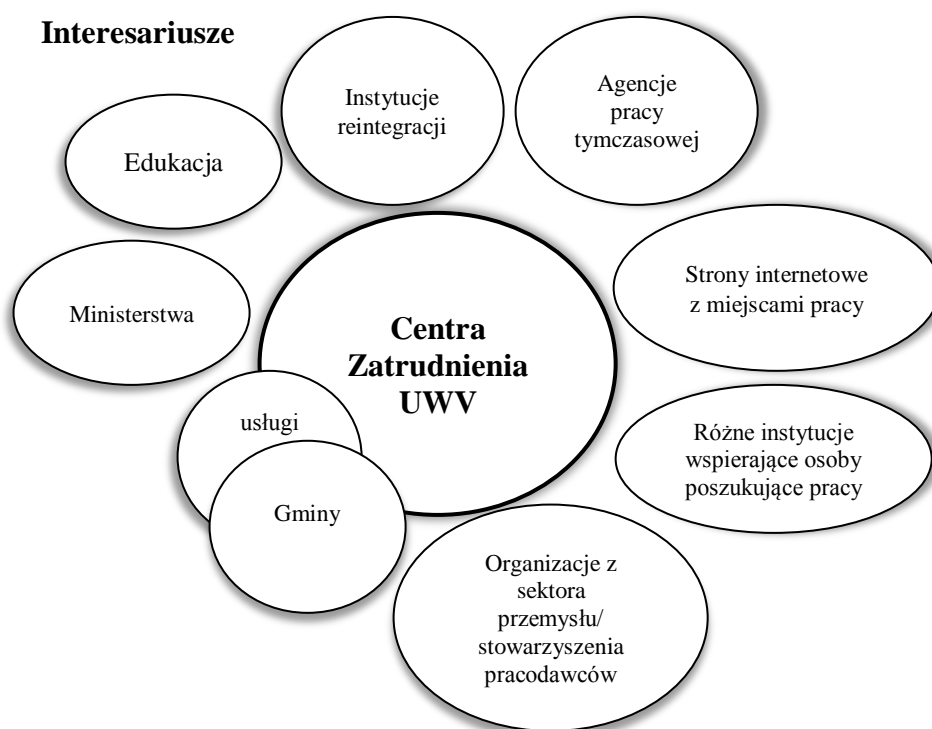 Interesariusze
Instytucje
reintegracji
Agencje
pracy
tymczasowej
Edukacja
Strony internetowe
z miejscami pracy
Ministerstwa
Centra
Zatrudnienia
UWV
usługi
Różne instytucje
wspierające osoby
poszukujące pracy
Gminy
Organizacje z
sektora
przemysłu/
stowarzyszenia
pracodawców